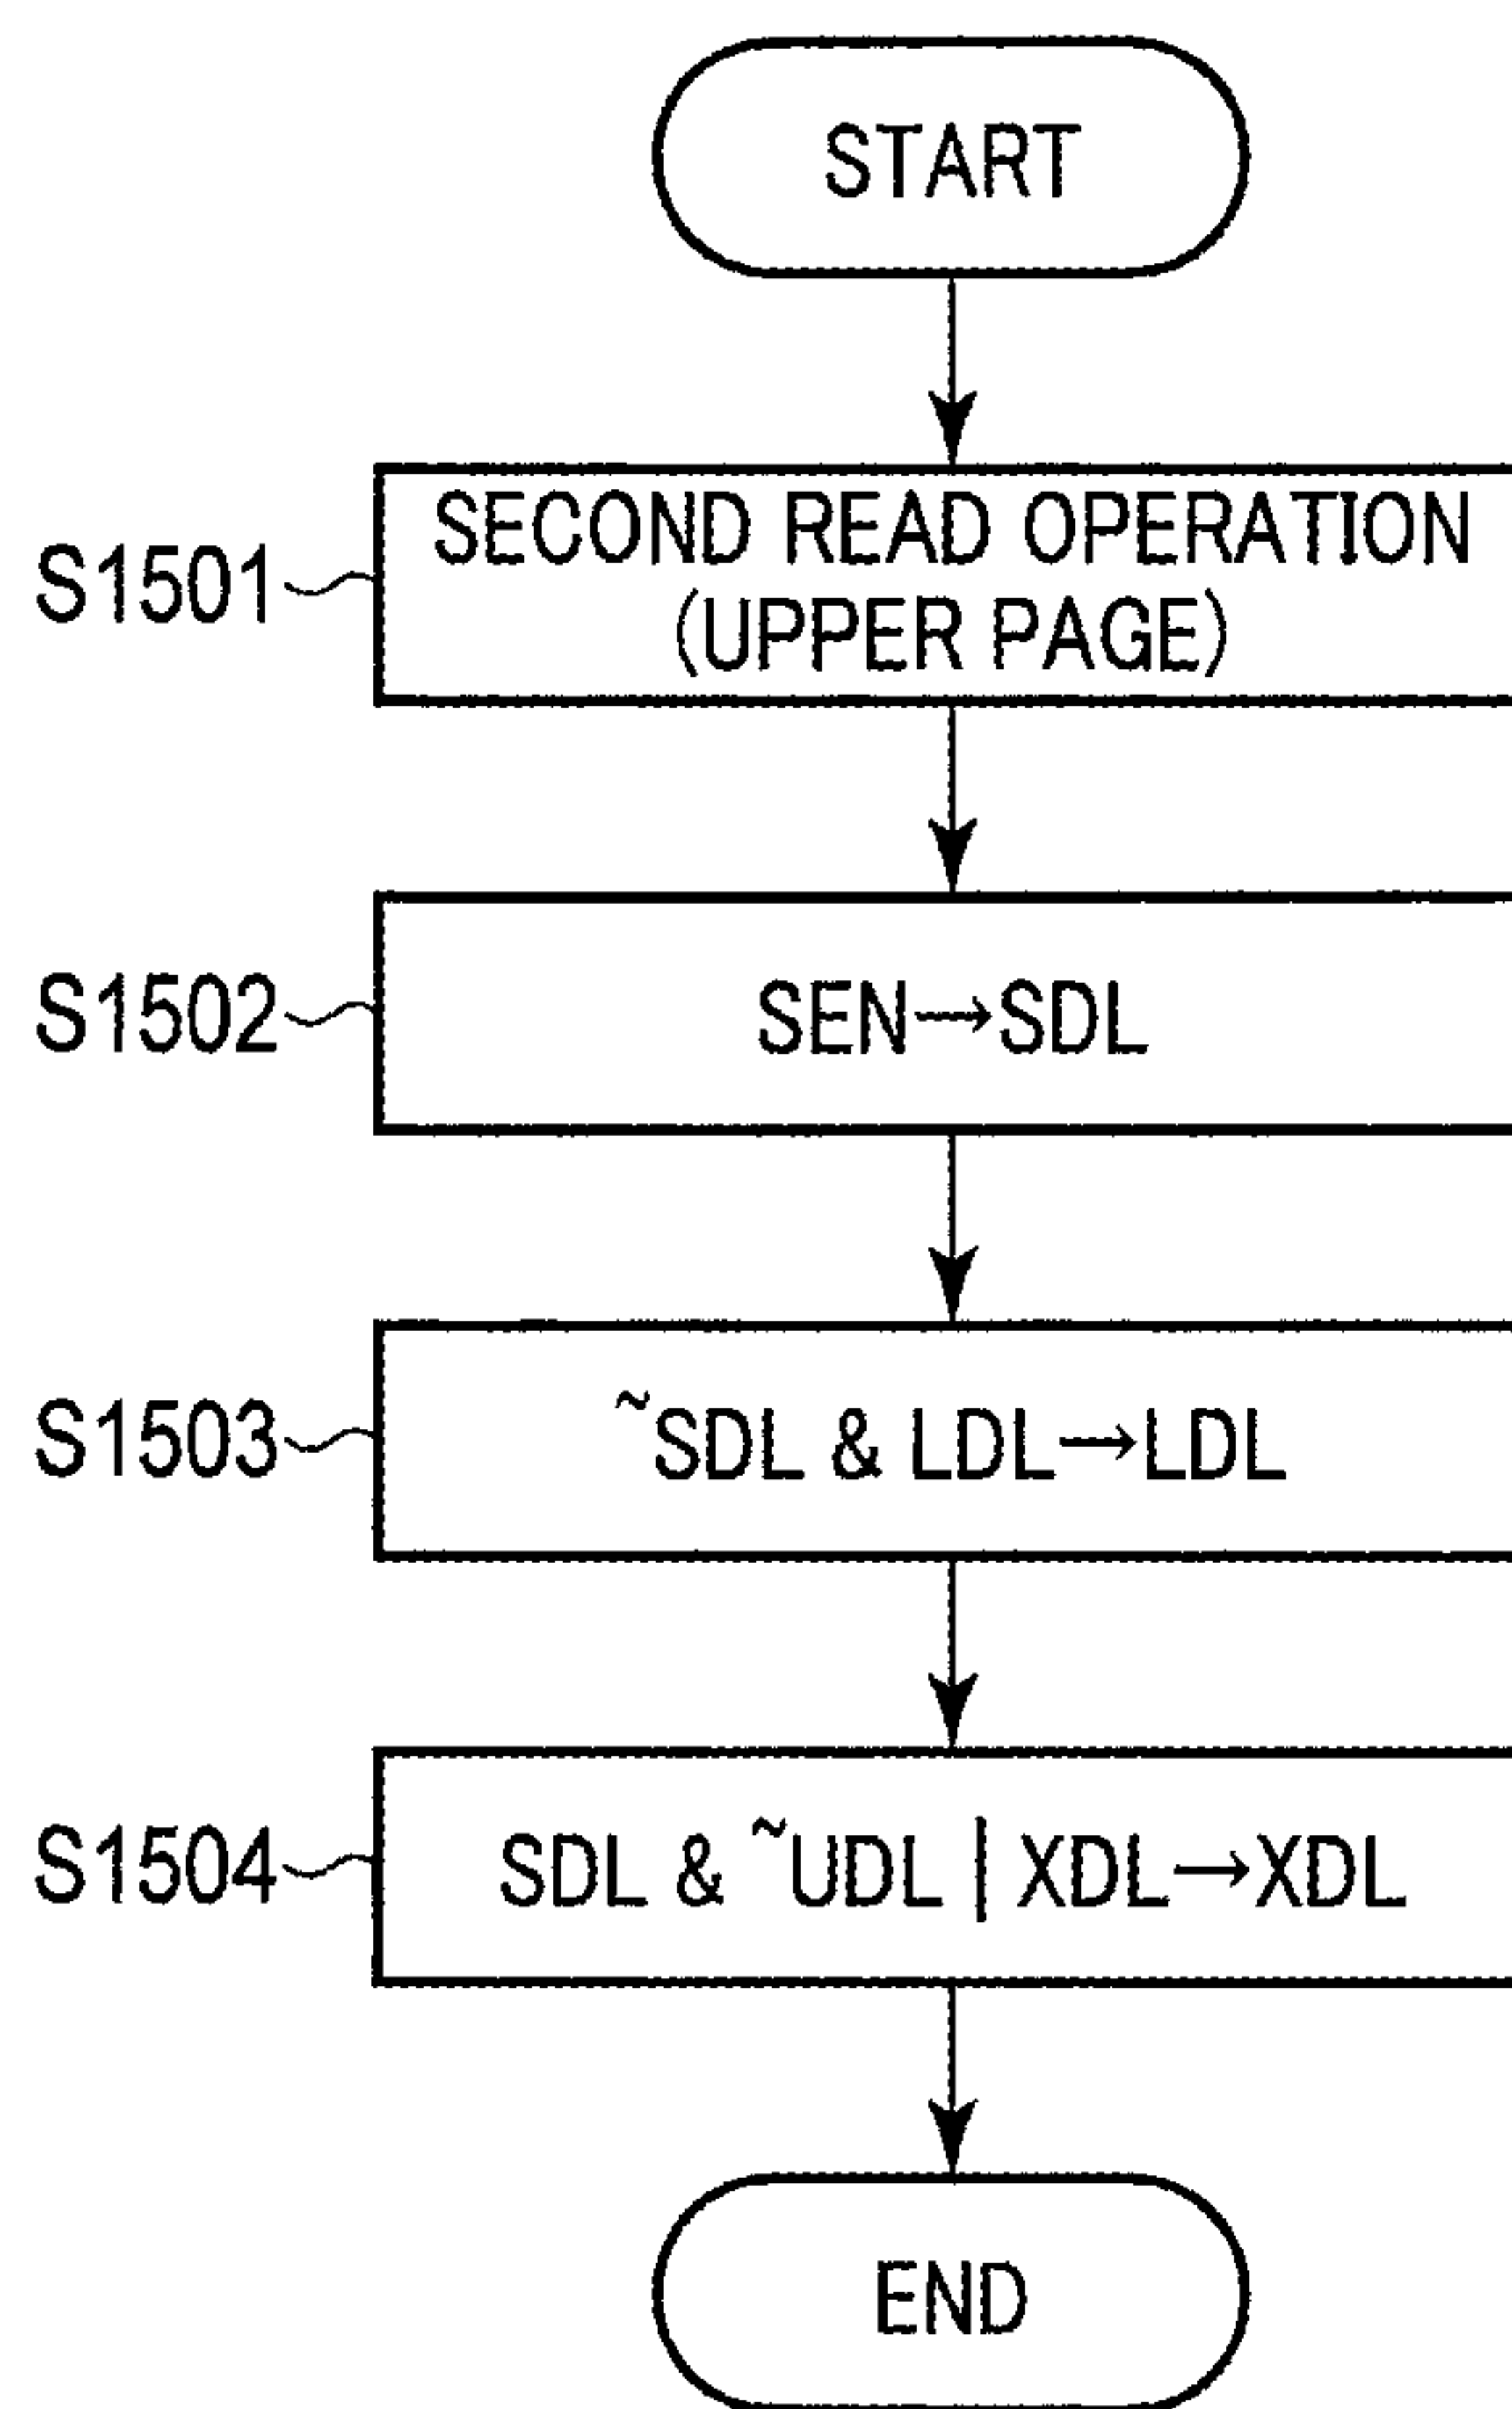 START
S1501
SECOND READ OPERATION
(UPPER PAGE)
S1502
SEN→SDL
S1503
~SDL & LDL→LDL
S1504
SDL & ~UDL | XDL→XDL
END